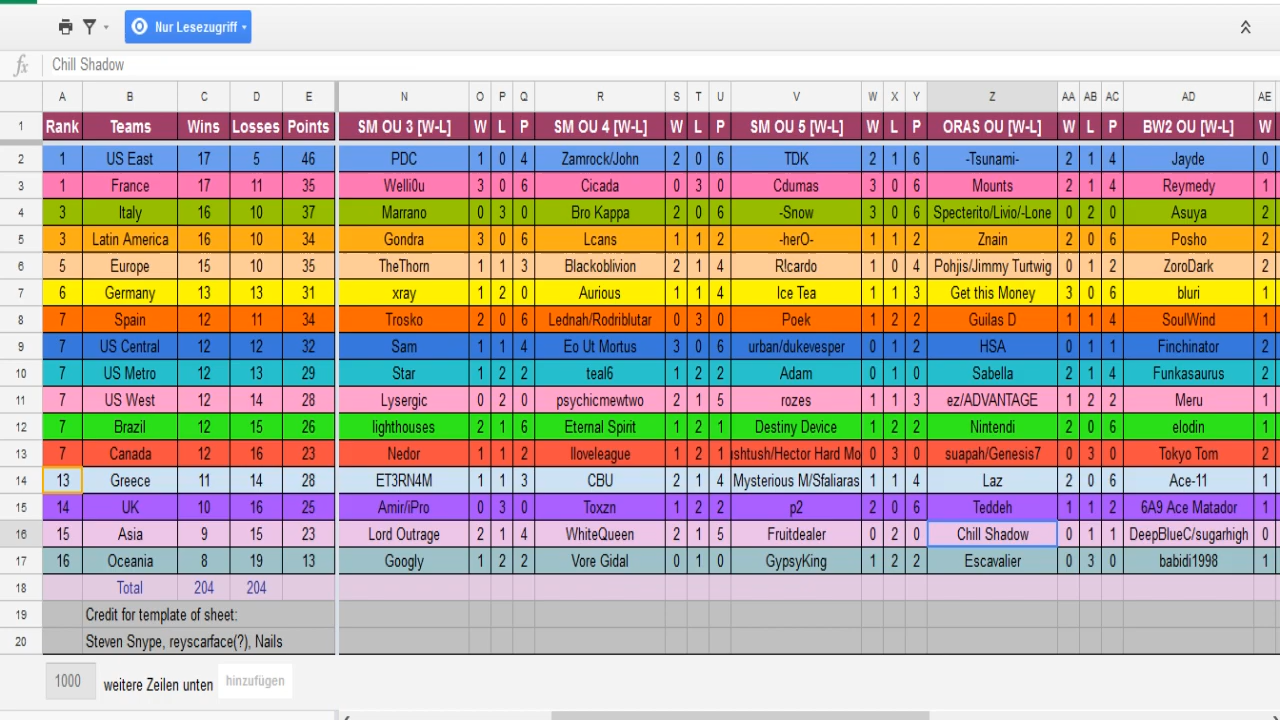 Nur Lesezugriff
fx Chill Shadow
A B C D E N O P Q R S T U V W X Y Z AA AB AC AD AE
1 Rank Teams Wins Losses Points SM OU 3 [W-L] W L P SM OU 4 [W-L] W L P SM OU 5 [W-L] W L P ORAS OU [W-L] W L P BW2 OU [W-L] W
2 1 US East 17 5 46 PDC 1 0 4 Zamrock/John 2 0 6 TDK 2 1 6 -Tsunami- 2 1 4 Jayde 0
3 1 France 17 11 35 Welli0u 3 0 6 Cicada 0 3 0 Cdumas 3 0 6 Mounts 2 1 4 Reymedy 1
4 3 Italy 16 10 37 Marrano 0 3 0 Bro Kappa 2 0 6 -Snow 3 0 6 Specterito/Livio/-Lone 0 2 0 Asuya 2
5 3 Latin America 16 10 34 Gondra 3 0 6 Lcans 1 1 2 -herO- 1 1 2 Znain 2 0 6 Posho 2
6 5 Europe 15 10 35 TheThorn 1 1 3 Blackoblivion 2 1 4 R!cardo 1 0 4 Pohjis/Jimmy Turtwig 0 1 2 ZoroDark 2
7 6 Germany 13 13 31 xray 1 2 0 Aurious 1 1 4 Ice Tea 1 1 3 Get this Money 3 0 6 bluri 1
8 7 Spain 12 11 34 Trosko 2 0 6 Lednah/Rodriblutar 0 3 0 Poek 1 2 2 Guilas D 1 1 4 SoulWind 1
9 7 US Central 12 12 32 Sam 1 1 4 Eo Ut Mortus 3 0 6 urban/dukevesper 0 1 2 HSA 0 1 1 Finchinator 2
10 7 US Metro 12 13 29 Star 1 2 2 teal6 1 2 2 Adam 0 1 0 Sabella 2 1 4 Funkasaurus 2
11 7 US West 12 14 28 Lysergic 0 2 0 psychicmewtwo 2 1 5 rozes 1 1 3 ez/ADVANTAGE 1 2 2 Meru 1
12 7 Brazil 12 15 26 lighthouses 2 1 6 Eternal Spirit 1 2 1 Destiny Device 1 2 2 Nintendi 2 0 6 elodin 1
13 7 Canada 12 16 23 Nedor 1 1 2 Iloveleague 1 2 1 ushtush/Hector Hard Mo 0 3 0 suapah/Genesis7 0 3 0 Tokyo Tom 2
14 13 Greece 11 14 28 ET3RN4M 1 1 3 CBU 2 1 4 Mysterious M/Sfaliaras 1 1 4 Laz 2 0 6 Ace-11 1
15 14 UK 10 16 25 Amir/iPro 0 3 0 Toxzn 1 2 2 p2 2 0 6 Teddeh 1 1 2 6A9 Ace Matador 1
16 15 Asia 9 15 23 Lord Outrage 2 1 4 WhiteQueen 2 1 5 Fruitdealer 0 2 0 Chill Shadow 0 1 1 DeepBlueC/sugarhigh 0
17 16 Oceania 8 19 13 Googly 1 2 2 Vore Gidal 0 1 0 GypsyKing 1 2 2 Escavalier 0 3 0 babidi1998 1
18 Total 204 204
19 Credit for template of sheet:
20 Steven Snype, reyscarface(?), Nails
1000 weitere Zeilen unten hinzufügen